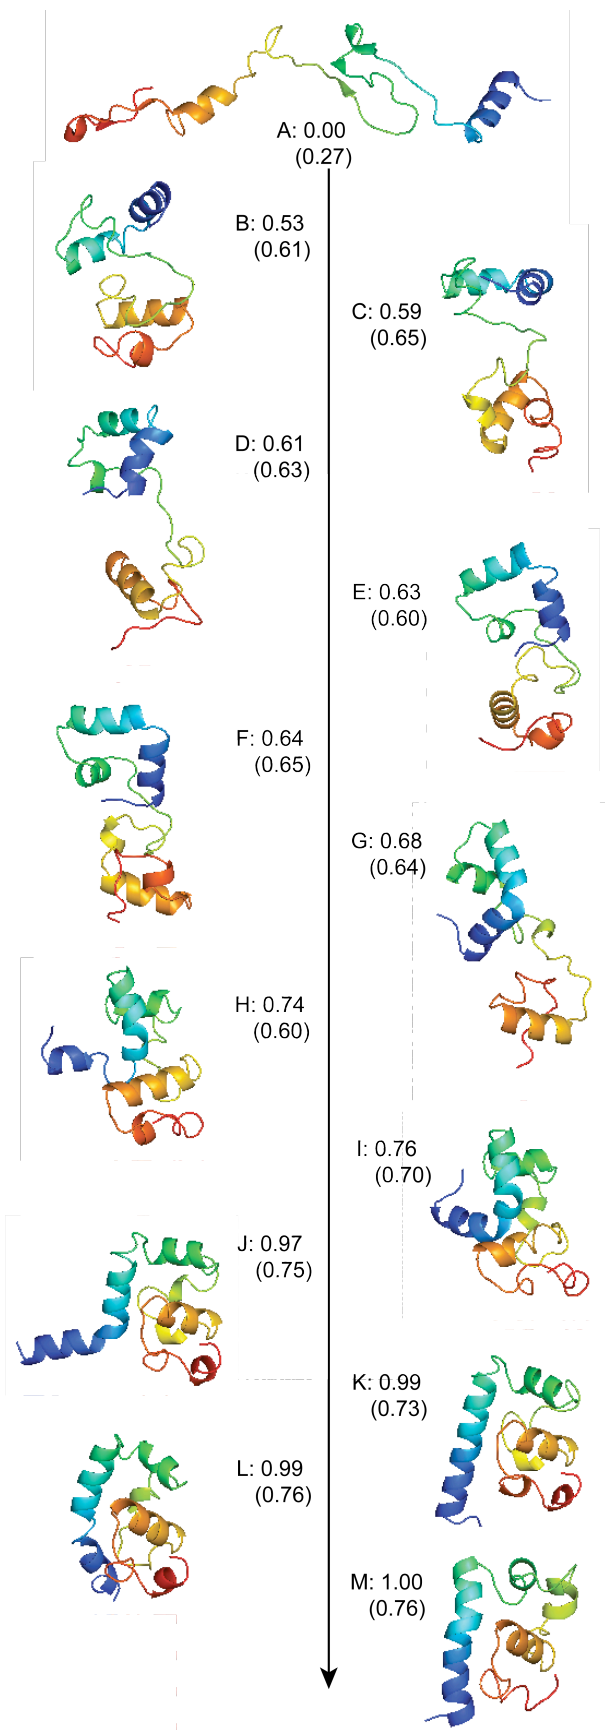 A: 0.00
(0.27)
B: 0.53
(0.61)
C: 0.59
(0.65)
D: 0.61
(0.63)
E: 0.63
(0.60)
F: 0.64
(0.65)
G: 0.68
(0.64)
H: 0.74
(0.60)
I: 0.76
(0.70)
J: 0.97
(0.75)
K: 0.99
(0.73)
L: 0.99
(0.76)
M: 1.00
(0.76)